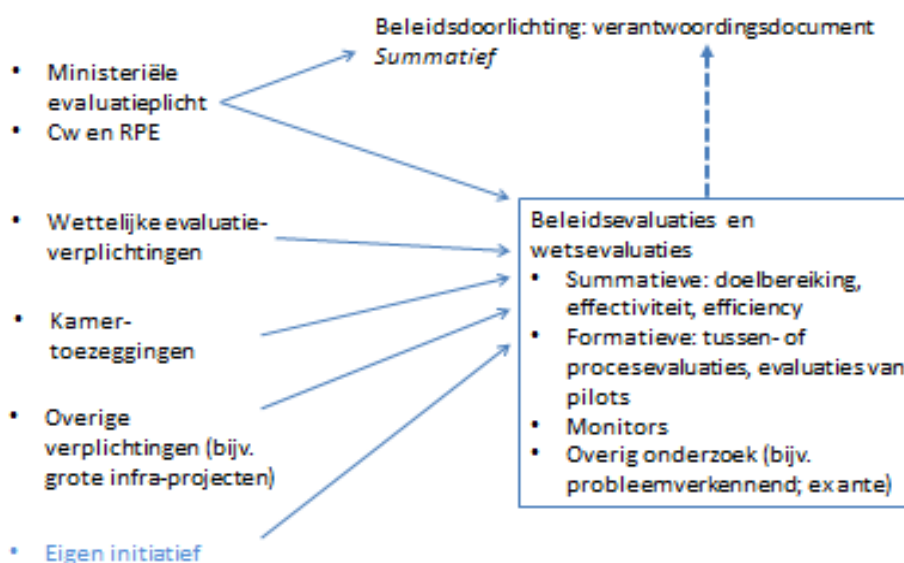 Beleidsdoorlichting: verantwoordingsdocument
Summatief
• Ministeriële
evaluatieplicht
• Cw en RPE
• Wettelijke evaluatie-
verplichtingen
• Kamer-
toezeggingen
• Overige
verplichtingen (bijv.
grote infra-projecten)
• Eigen initiatief
Beleidsevaluaties en
wetsevaluaties
• Summatieve: doelbereiking,
effectiviteit, efficiency
• Formatieve: tussen- of
procesevaluaties, evaluaties van
pilots
• Monitors
• Overig onderzoek (bijv.
probleemverkennend; ex ante)